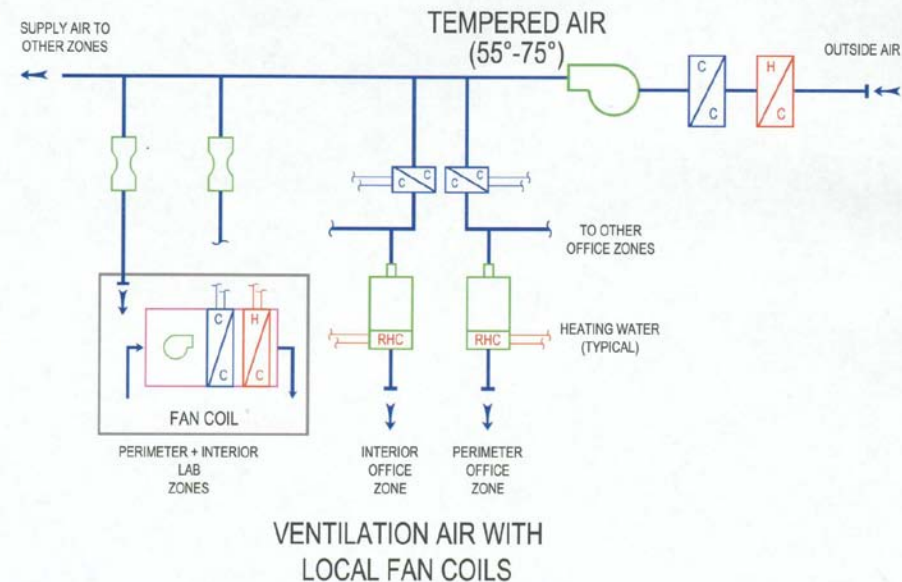 TEMPERED AIR
(55°-75°)
SUPPLY AIR TO
OTHER ZONES
OUTSIDE AIR
C
C
H
C
C
C
C
C
TO OTHER
OFFICE ZONES
C
C
H
C
RHC
RHC
HEATING WATER
(TYPICAL)
FAN COIL
PERIMETER + INTERIOR
LAB
ZONES
INTERIOR
OFFICE
ZONE
PERIMETER
OFFICE
ZONE
VENTILATION AIR WITH
LOCAL FAN COILS